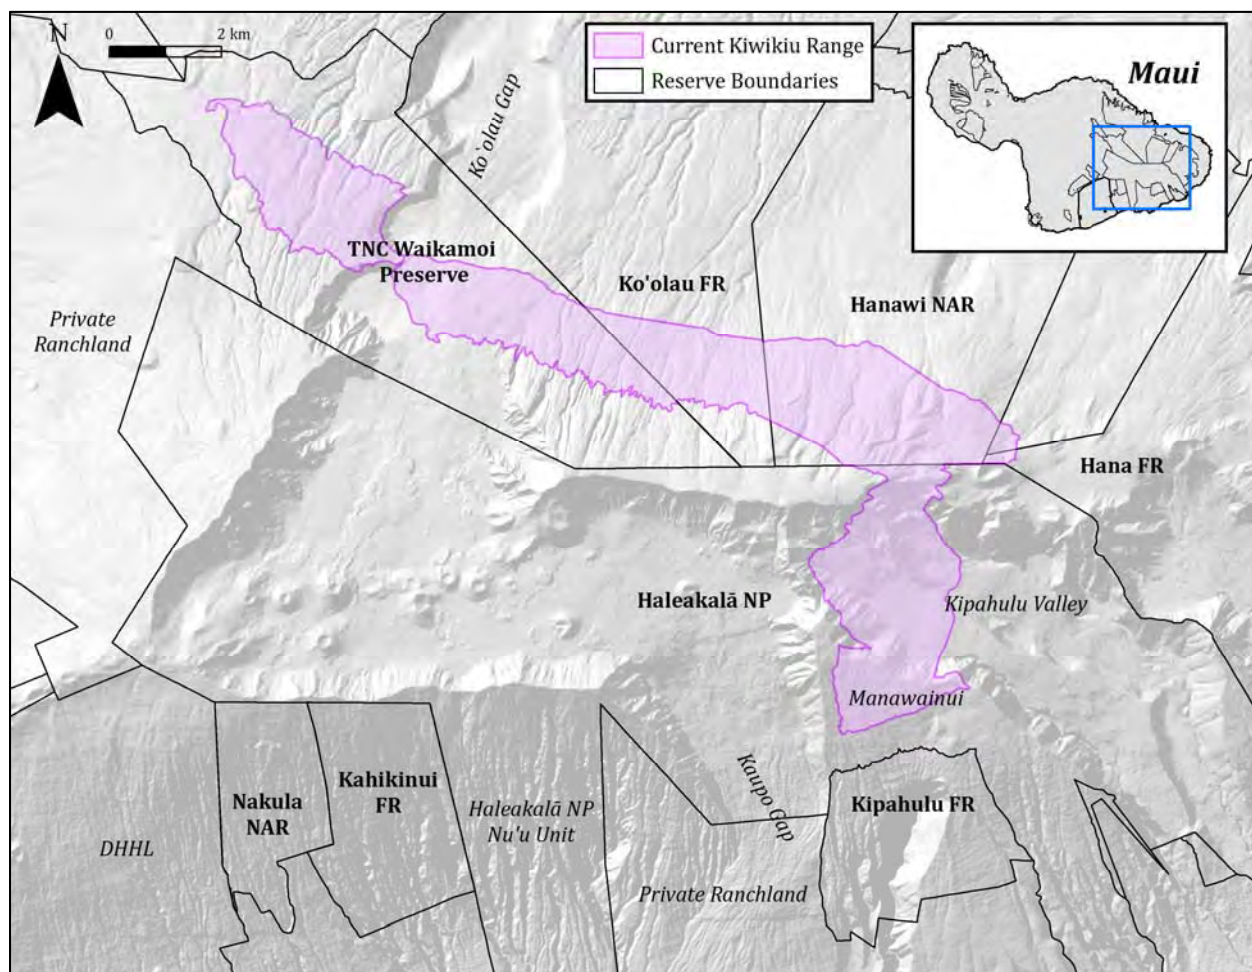 N
0 2 km
Current Kiwikiu Range
Reserve Boundaries
Maui
Ko`olau Gap
TNC Waikamoi
Preserve
Ko'olau FR
Hanawi NAR
Private
Ranchland
Hana FR
Haleakalā NP
Kipahulu Valley
Manawainui
Kaupo Gap
Nakula
NAR
Kahikinui
FR
Haleakalā NP
Nu'u Unit
Kipahulu FR
DHHL
Private Ranchland